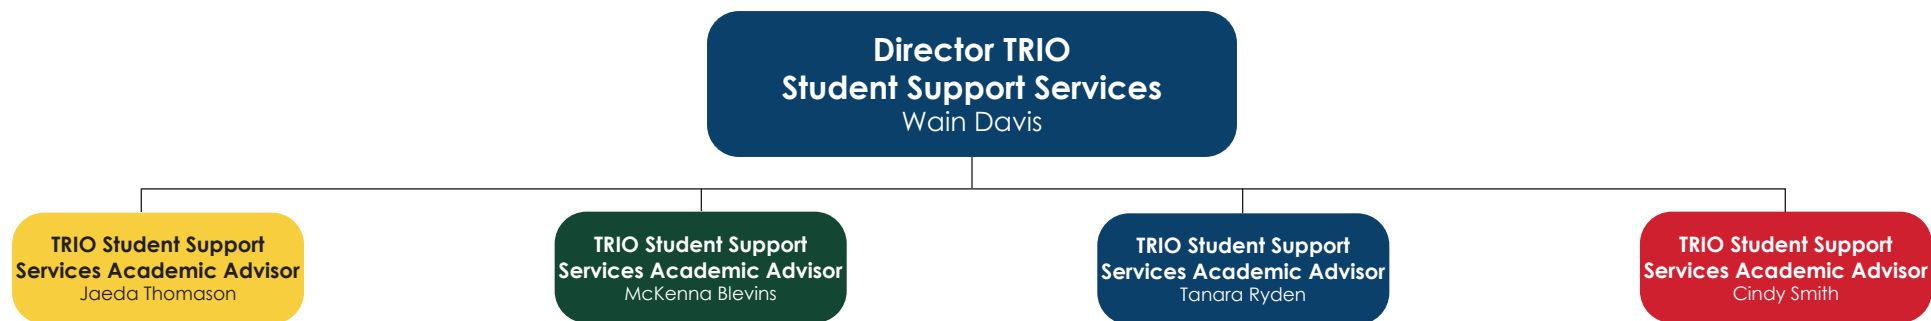 Director TRIO
Student Support Services
Wain Davis
TRIO Student Support
Services Academic Advisor
Jaeda Thomason
TRIO Student Support
Services Academic Advisor
McKenna Blevins
TRIO Student Support
Services Academic Advisor
Tanara Ryden
TRIO Student Support
Services Academic Advisor
Cindy Smith